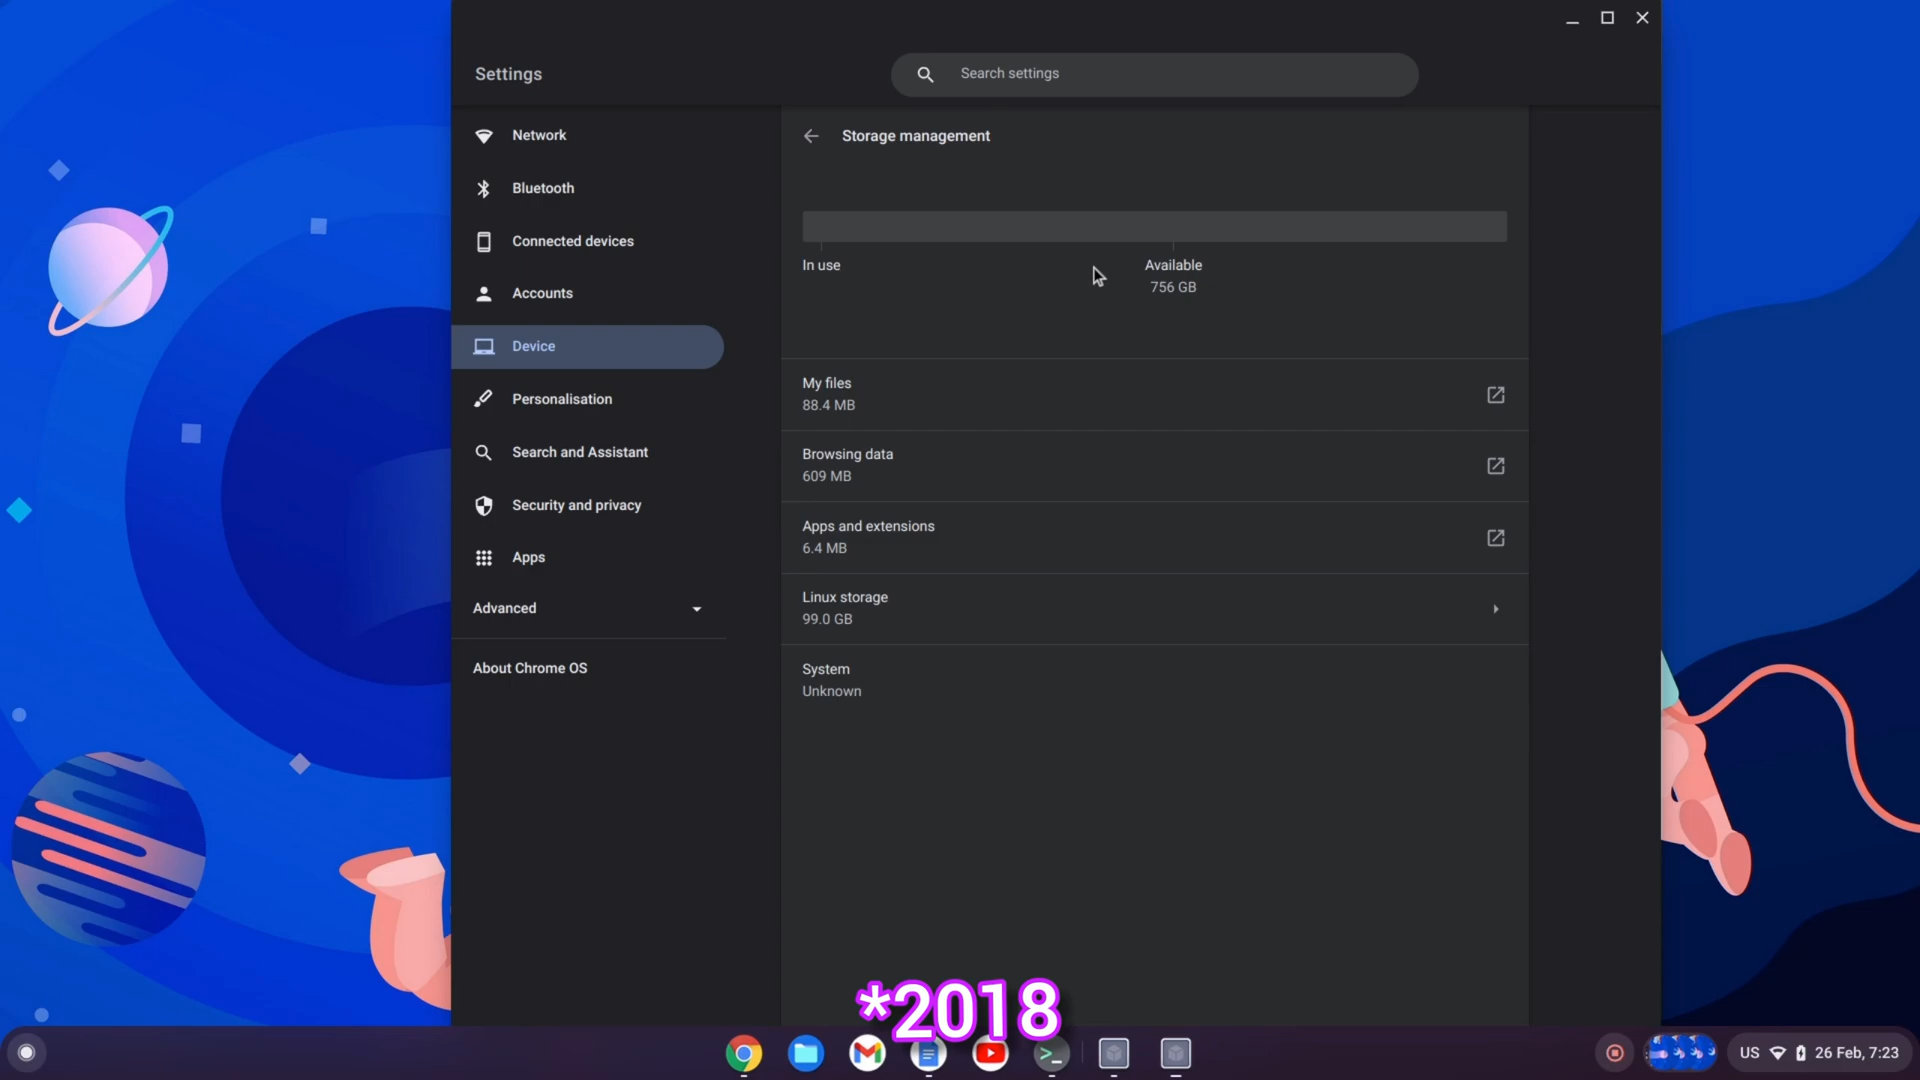 Settings
Search settings
Network
Bluetooth
Connected devices
Accounts
Device
Personalisation
Search and Assistant
Security and privacy
Apps
Advanced
About Chrome OS
Storage management
In use
Available
756 GB
My files
88.4 MB
Browsing data
609 MB
Apps and extensions
6.4 MB
Linux storage
99.0 GB
System
Unknown
*2018
US 26 Feb, 7:23